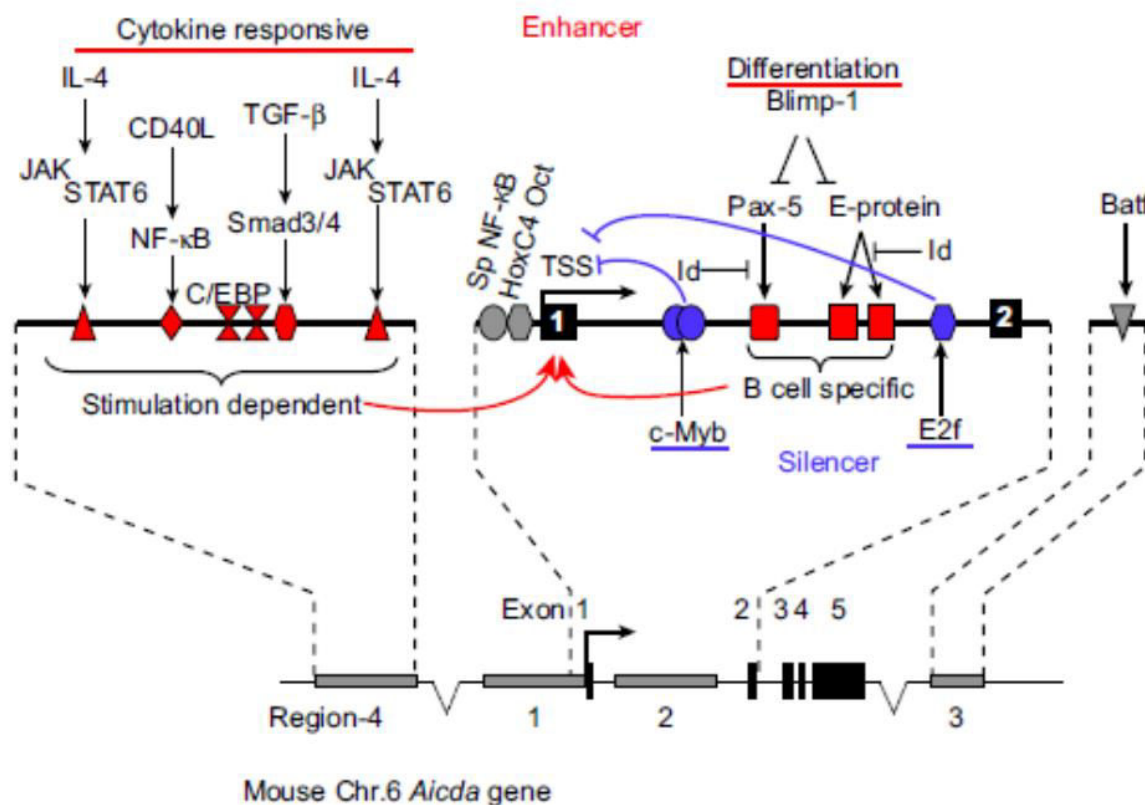 Cytokine responsive
Enhancer
IL-4
IL-4
Differentiation
Blimp-1
CD40L
TGF-β
JAK
STAT6
JAK
STAT6
NF-κB
Smad3/4
C/EBP
Sp NF-κB
HoxC4 Oct
TSS
Id
Pax-5
E-protein
Id
Batf
1
2
Stimulation dependent
B cell specific
c-Myb
E2f
Silencer
Exon 1
2
3 4
5
Region-4
1
2
3
Mouse Chr.6 Aicda gene